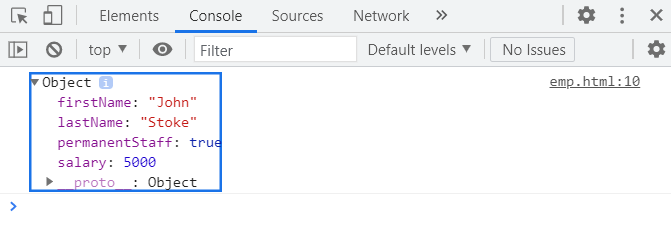 Elements Console Sources Network »
top ▼ Filter Default levels ▼ No Issues
▼Object i emp.html:10
firstName: "John"
lastName: "Stoke"
permanentStaff: true
salary: 5000
▶ __proto__: Object
>